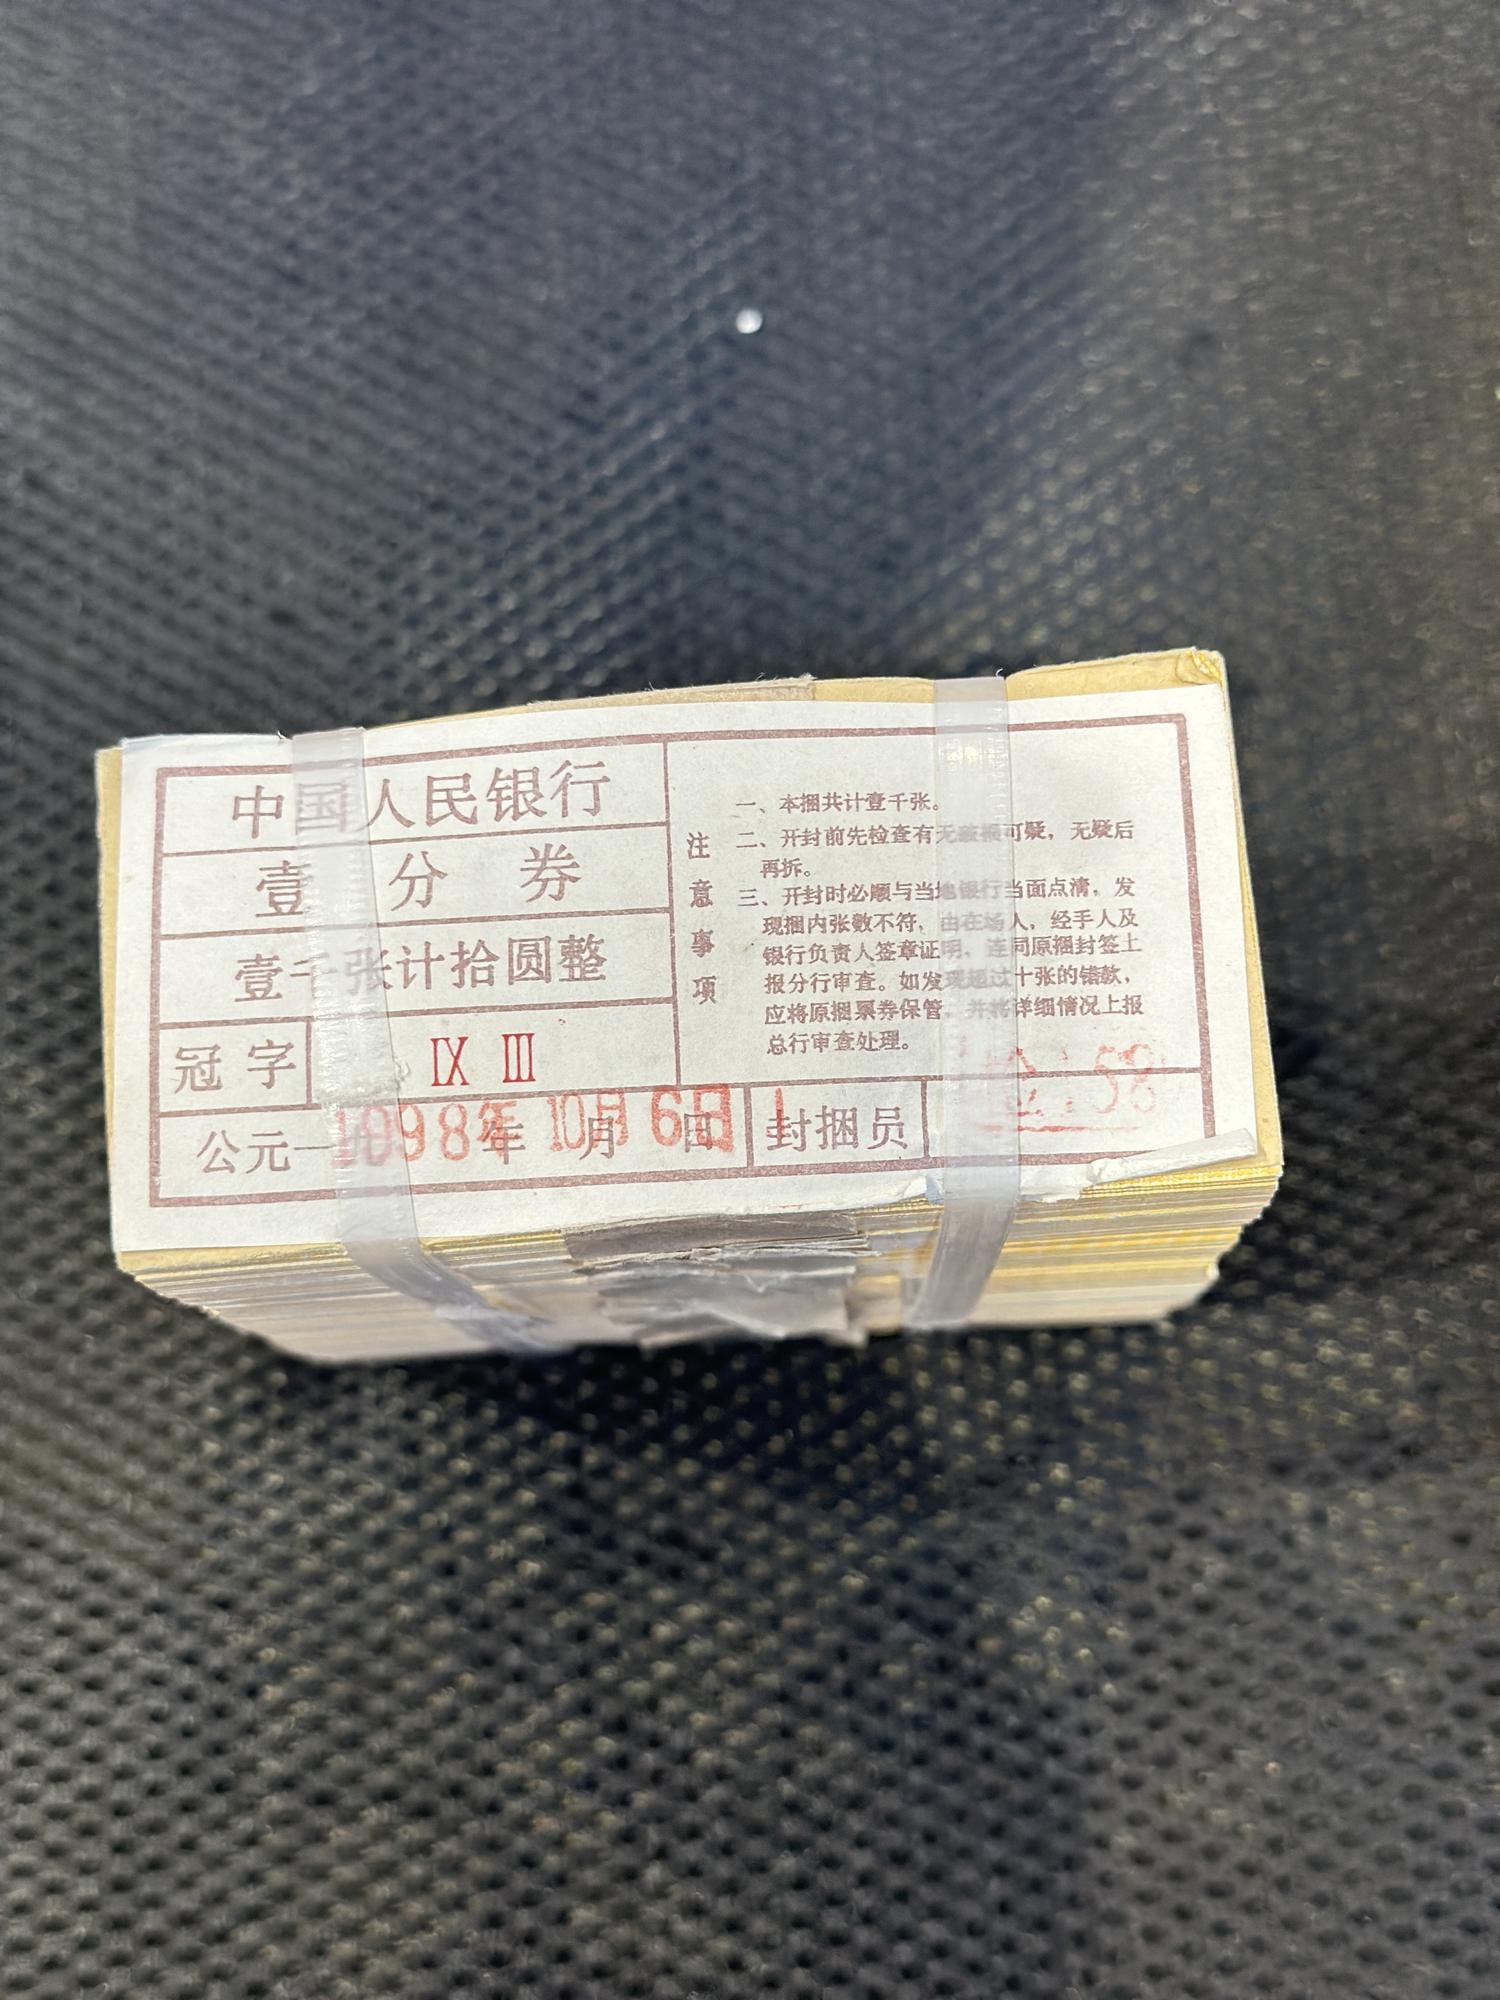 中国人民银行
壹分券
壹千张计拾圆整
冠字 IX III
公元一九 年 月 日
1998年 10月 6日
封捆员
注意事项
一、本捆共计壹千张。
二、开封前先检查有无破损可疑，无疑后
再拆。
三、开封时必顺与当地银行当面点清，发
现捆内张数不符，由在场人，经手人及
银行负责人签章证明，连同原捆封签上
报分行审查。如发现超过十张的错款，
应将原捆票券保管，并将详细情况上报
总行审查处理。
158